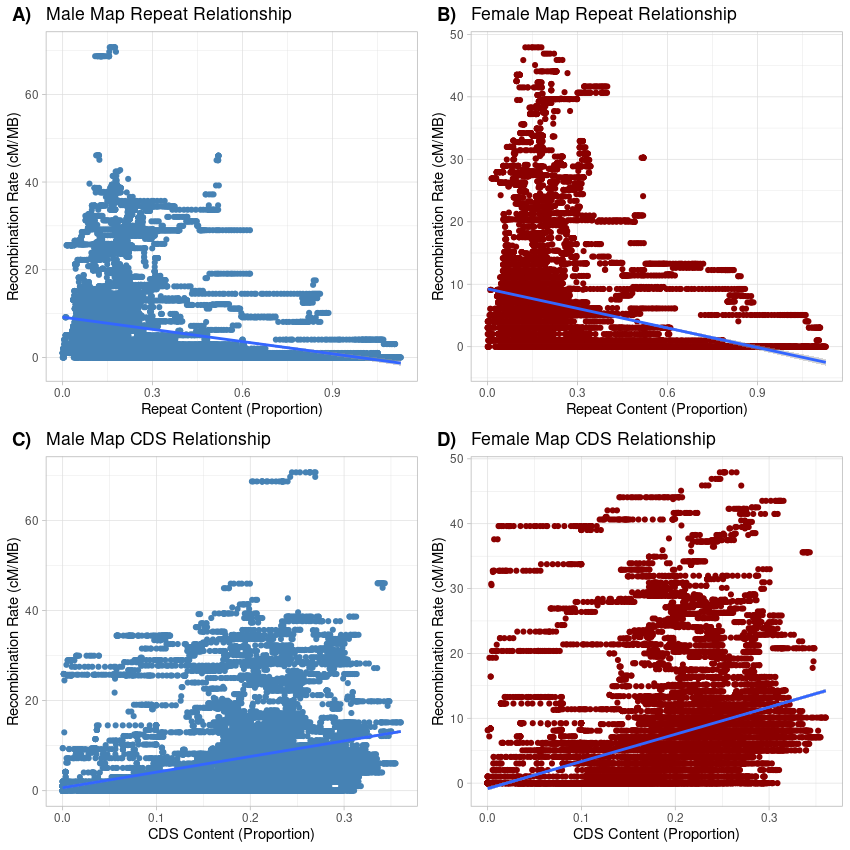 A) Male Map Repeat Relationship
Recombination Rate (cM/MB)
60
40
20
0
0.0 0.3 0.6 0.9
Repeat Content (Proportion)
B) Female Map Repeat Relationship
Recombination Rate (cM/MB)
50
40
30
20
10
0
0.0 0.3 0.6 0.9
Repeat Content (Proportion)
C) Male Map CDS Relationship
Recombination Rate (cM/MB)
60
40
20
0
0.0 0.1 0.2 0.3
CDS Content (Proportion)
D) Female Map CDS Relationship
Recombination Rate (cM/MB)
50
40
30
20
10
0
0.0 0.1 0.2 0.3
CDS Content (Proportion)